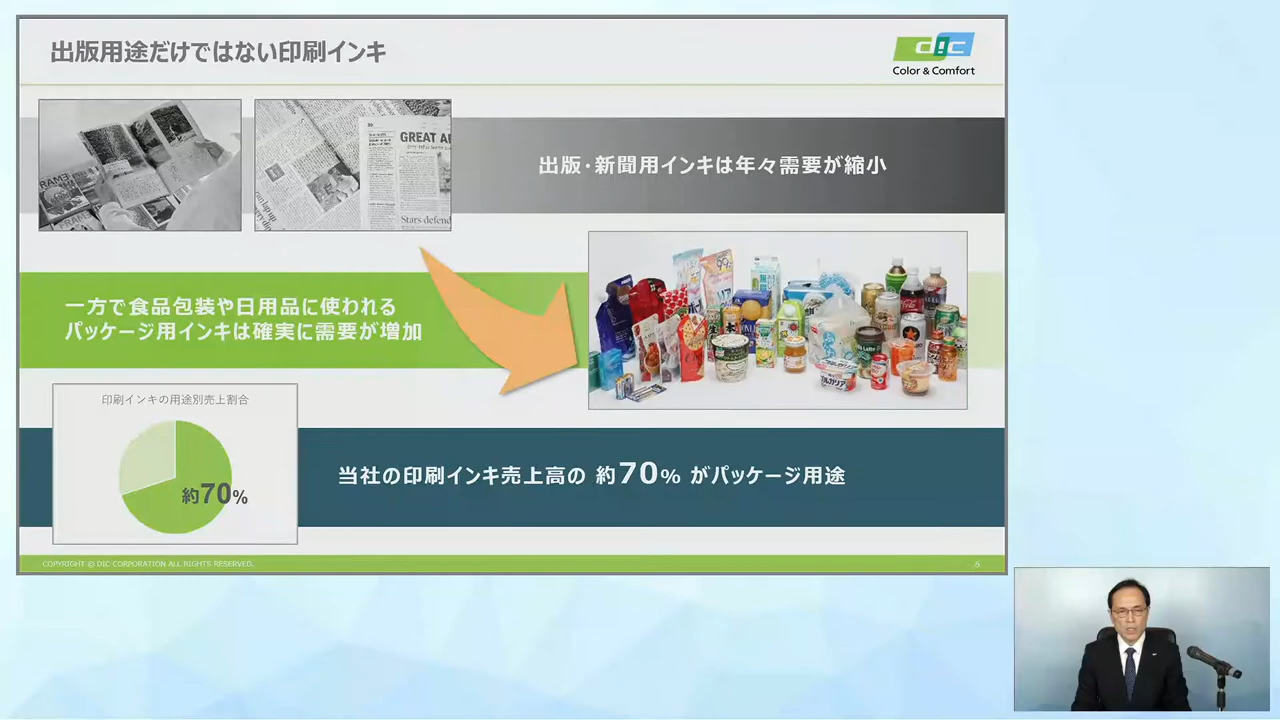 出版用途だけではない印刷インキ
dic
Color & Comfort
GREAT
Stars defend
FRAME
出版・新聞用インキは年々需要が縮小
一方で食品包装や日用品に使われる
パッケージ用インキは確実に需要が増加
印刷インキの用途別売上割合
約70%
当社の印刷インキ売上高の 約70% がパッケージ用途
COPYRIGHT © DIC CORPORATION ALL RIGHTS RESERVED.